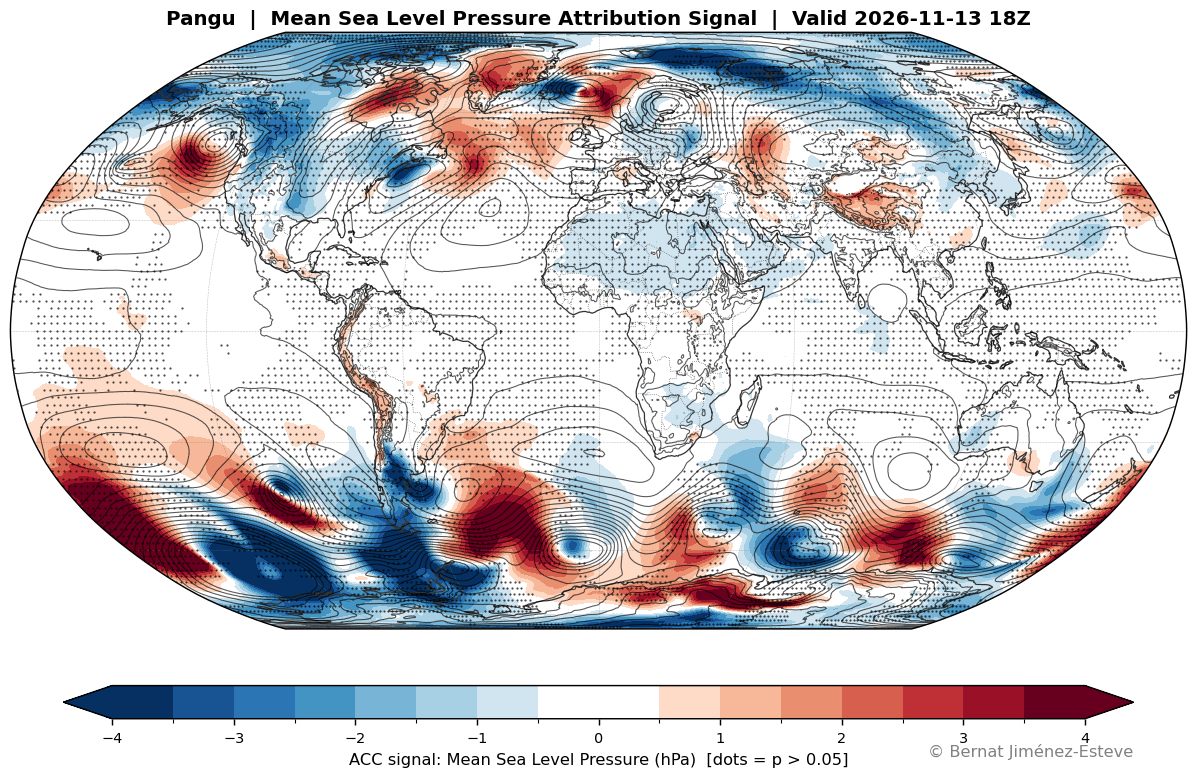 Pangu | Mean Sea Level Pressure Attribution Signal | Valid 2026-11-13 18Z
−4 −3 −2 −1 0 1 2 3 4
ACC signal: Mean Sea Level Pressure (hPa) [dots = p > 0.05]
© Bernat Jiménez-Esteve